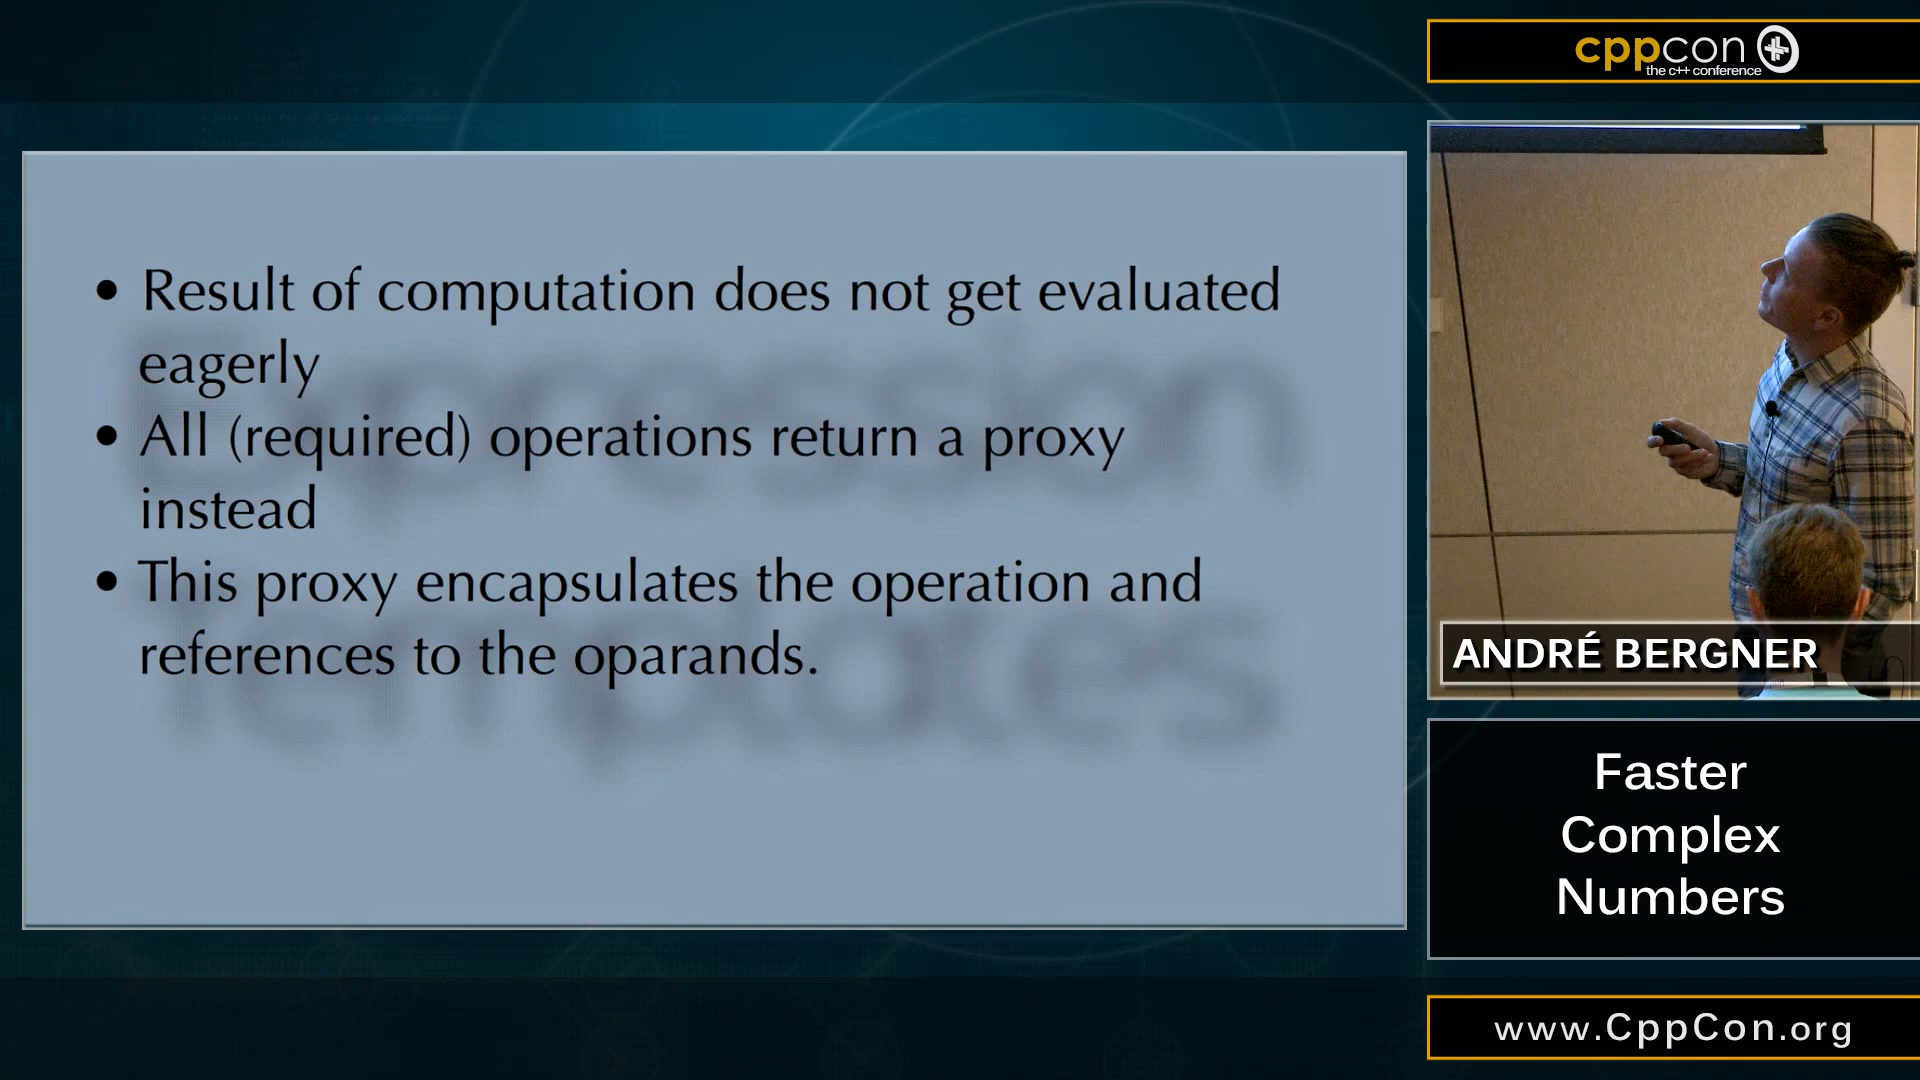 cppcon
the c++ conference
• Result of computation does not get evaluated
eagerly
• All (required) operations return a proxy
instead
• This proxy encapsulates the operation and
references to the oparands.
Expression
Templates
ANDRÉ BERGNER
Faster
Complex
Numbers
www.CppCon.org